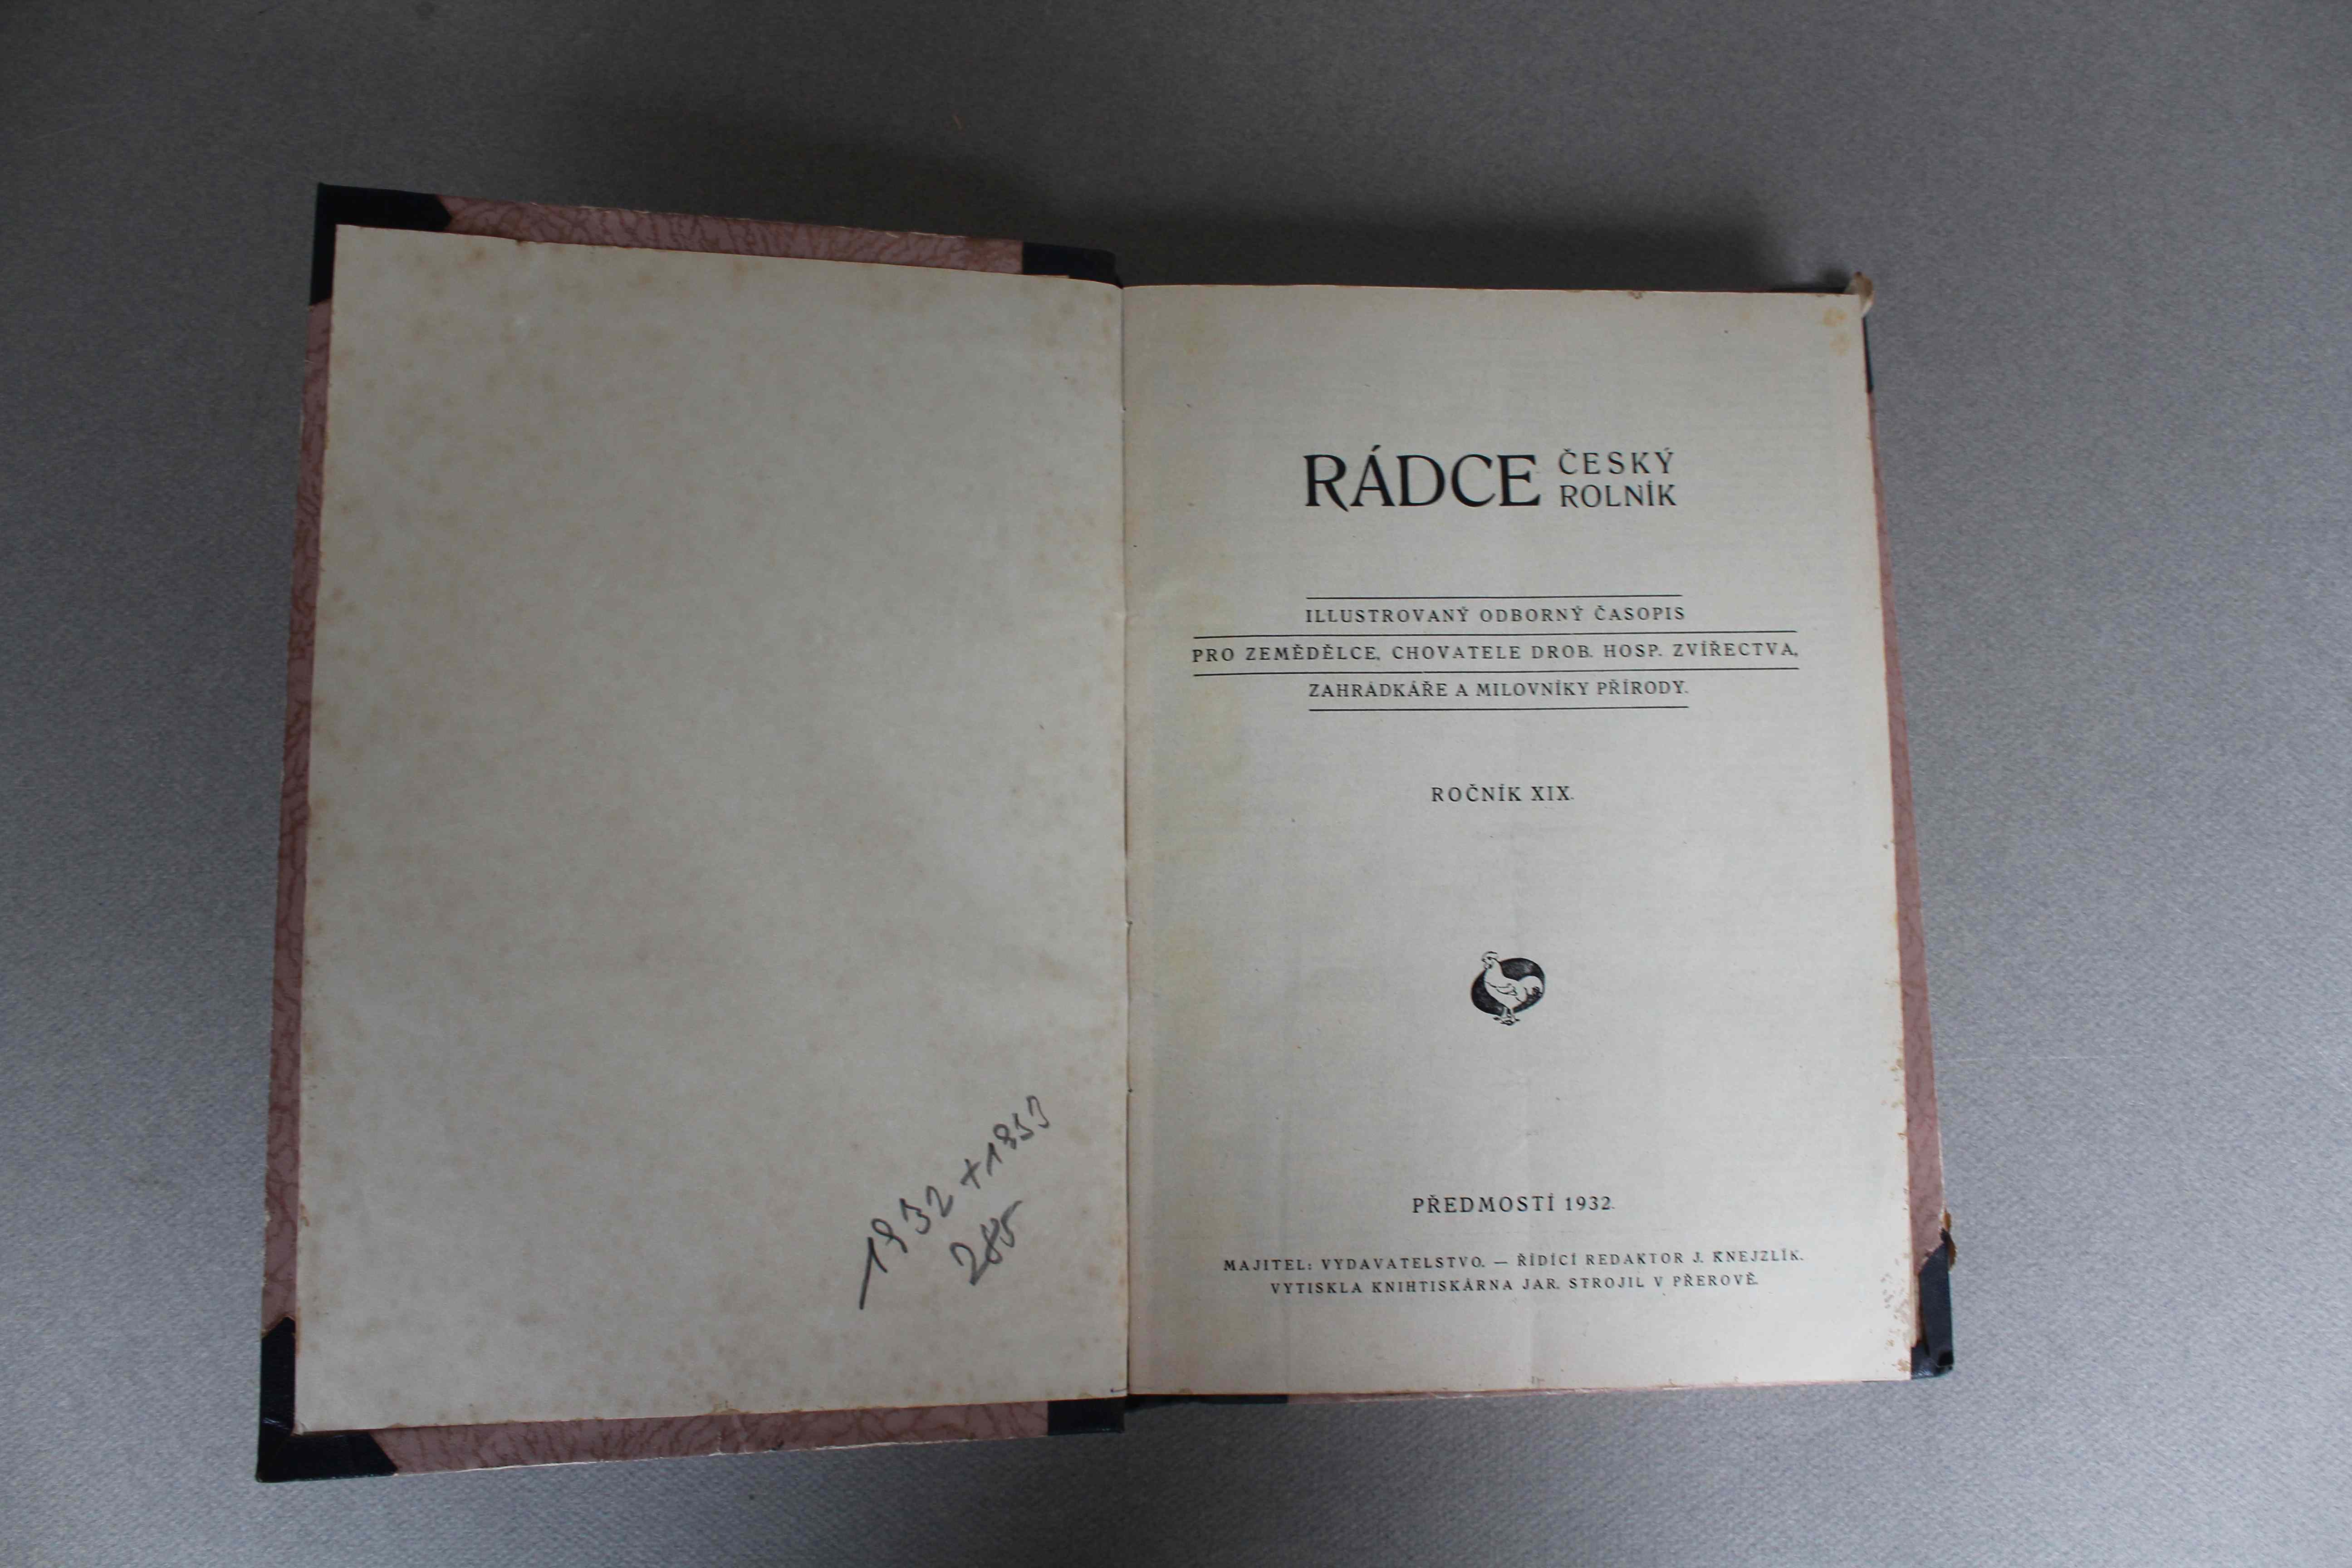 1932 + 1933
285
RÁDCE ČESKÝ
ROLNÍK
ILLUSTROVANÝ ODBORNÝ ČASOPIS
PRO ZEMĚDĚLCE, CHOVATELE DROB. HOSP. ZVÍŘECTVA,
ZAHRÁDKÁŘE A MILOVNÍKY PŘÍRODY.
ROČNÍK XIX.
PŘEDMOSTÍ 1932.
MAJITEL: VYDAVATELSTVO. — ŘÍDÍCÍ REDAKTOR J. KNEJZLÍK.
VYTISKLA KNIHTISKÁRNA JAR. STROJIL V PŘEROVĚ.